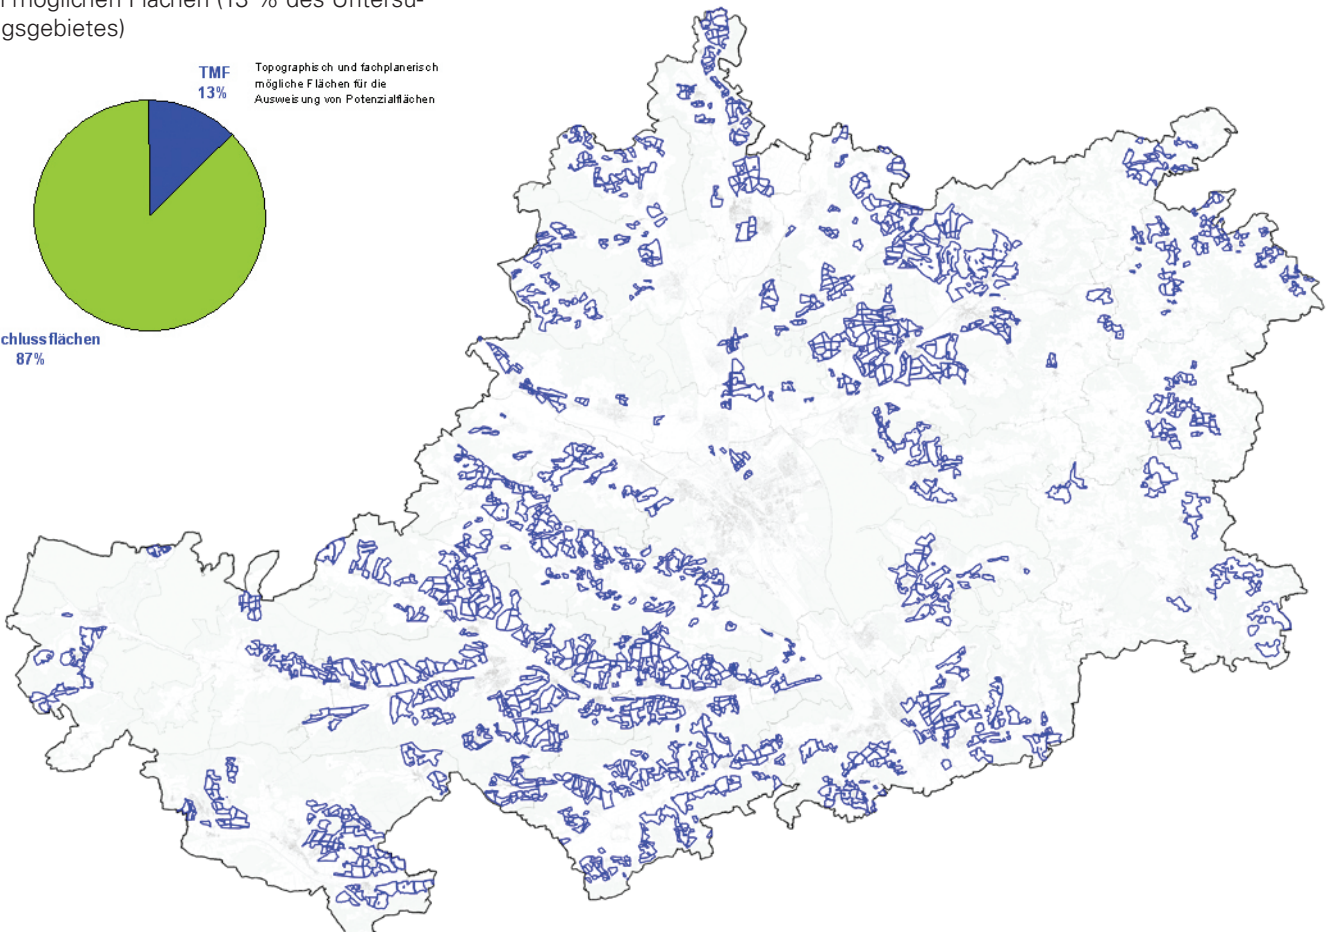 möglichen Flächen (13 % des Untersu-
gsgebietes)
TMF
13%
Topographisch und fachplanerisch
mögliche Flächen für die
Ausweisung von Potenzialflächen
chlussflächen
87%